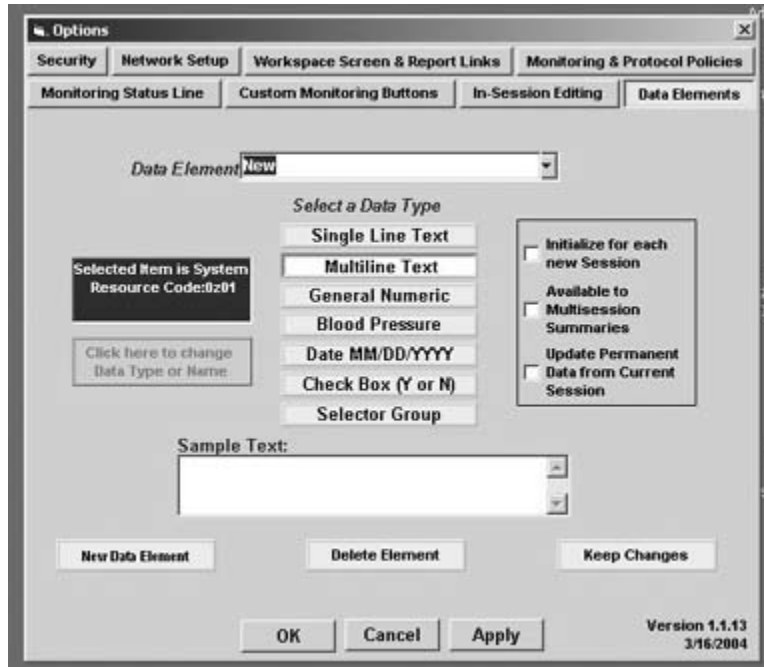 Options
Security
Network Setup
Workspace Screen & Report Links
Monitoring & Protocol Policies
Monitoring Status Line
Custom Monitoring Buttons
In-Session Editing
Data Elements
Data Element
New
Select a Data Type
Single Line Text
Multiline Text
General Numeric
Blood Pressure
Date MM/DD/YYYY
Check Box (Y or N)
Selector Group
Selected Item is System
Resource Code:0z01
Click here to change
Data Type or Name
Initialize for each
new Session
Available to
Multisession
Summaries
Update Permanent
Data from Current
Session
Sample Text:
New Data Element
Delete Element
Keep Changes
OK
Cancel
Apply
Version 1.1.13
3/16/2004